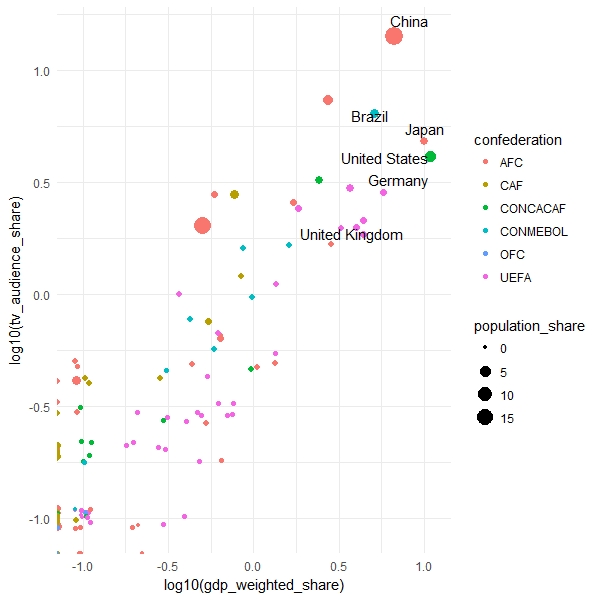 China
1.0
Brazil
Japan
confederation
United States
AFC
0.5
Germany
CAF
CONCACAF
United Kingdom
CONMEBOL
OFC
log10(tv_audience_share)
0.0
UEFA
population_share
0
5
-0.5
10
15
-1.0
-1.0
-0.5
0.0
0.5
1.0
log10(gdp_weighted_share)